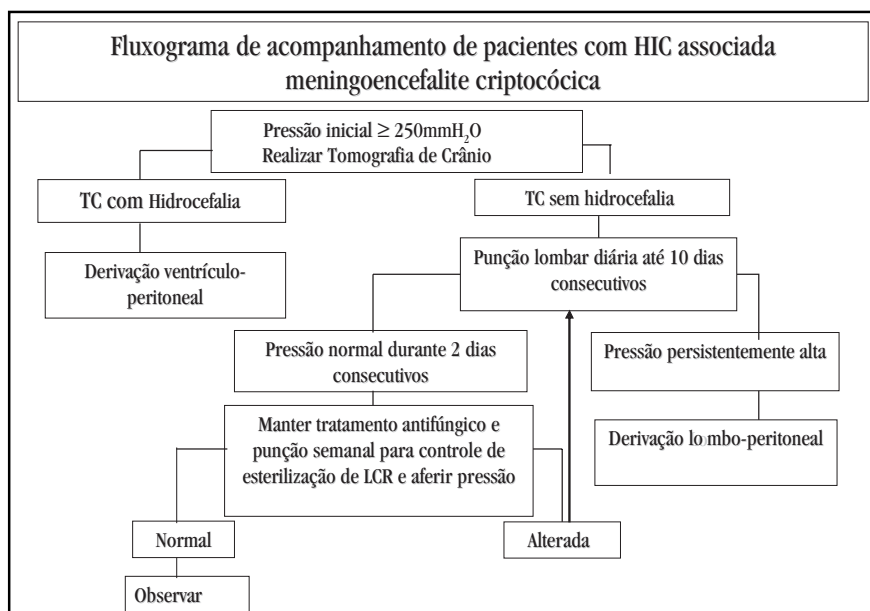 Fluxograma de acompanhamento de pacientes com HIC associada
meningoencefalite criptocócica
Pressão inicial ≥ 250mmH₂O
Realizar Tomografia de Crânio
TC com Hidrocefalia
TC sem hidrocefalia
Derivação ventrículo-
peritoneal
Punção lombar diária até 10 dias
consecutivos
Pressão normal durante 2 dias
consecutivos
Pressão persistentemente alta
Manter tratamento antifúngico e
punção semanal para controle de
esterilização de LCR e aferir pressão
Derivação lombo-peritoneal
Normal
Alterada
Observar